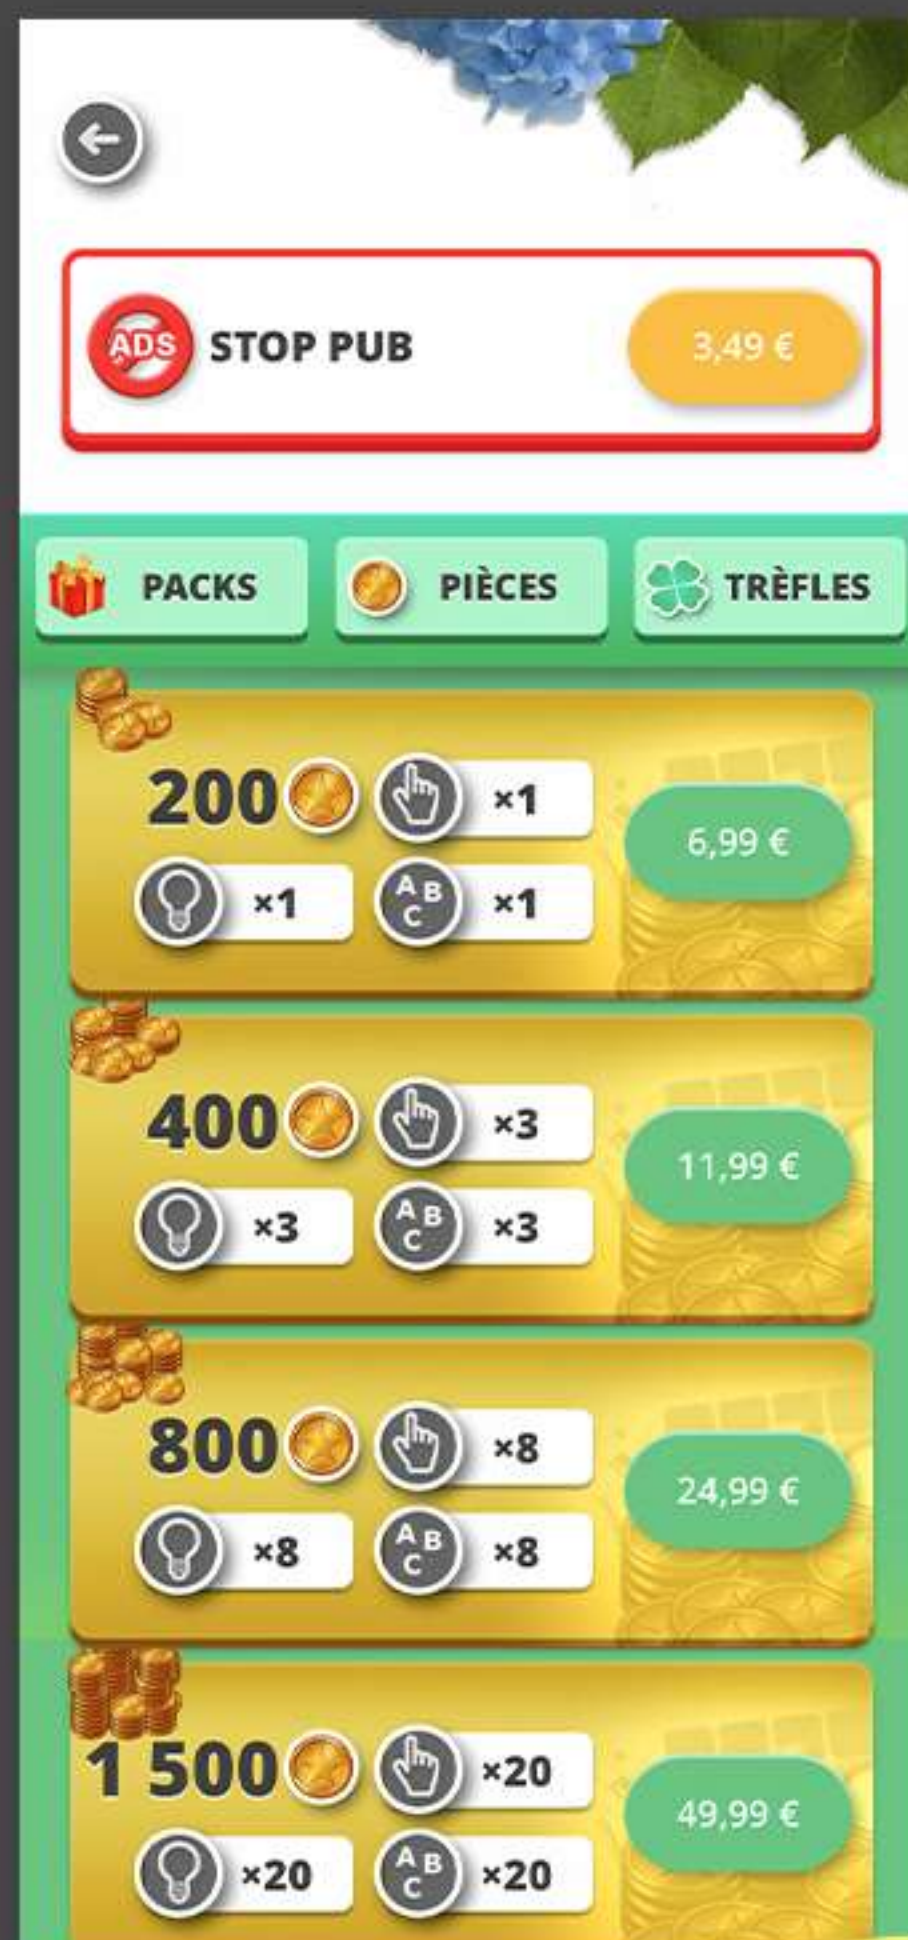 ADS STOP PUB 3,49 €
PACKS PIÈCES TRÈFLES
200 ×1
6,99 €
×1 A B C ×1
400 ×3
11,99 €
×3 A B C ×3
800 ×8
24,99 €
×8 A B C ×8
1 500 ×20
49,99 €
×20 A B C ×20